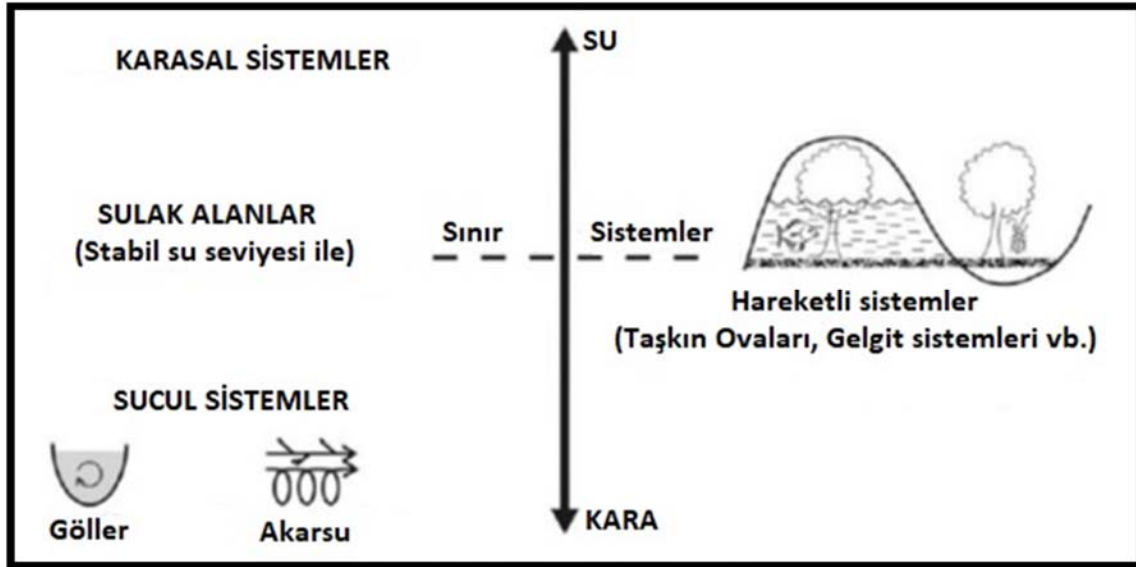 SU
KARASAL SİSTEMLER
SULAK ALANLAR
(Stabil su seviyesi ile)
Sınır
Sistemler
Hareketli sistemler
(Taşkın Ovaları, Gelgit sistemleri vb.)
SUCUL SİSTEMLER
Göller
Akarsu
KARA